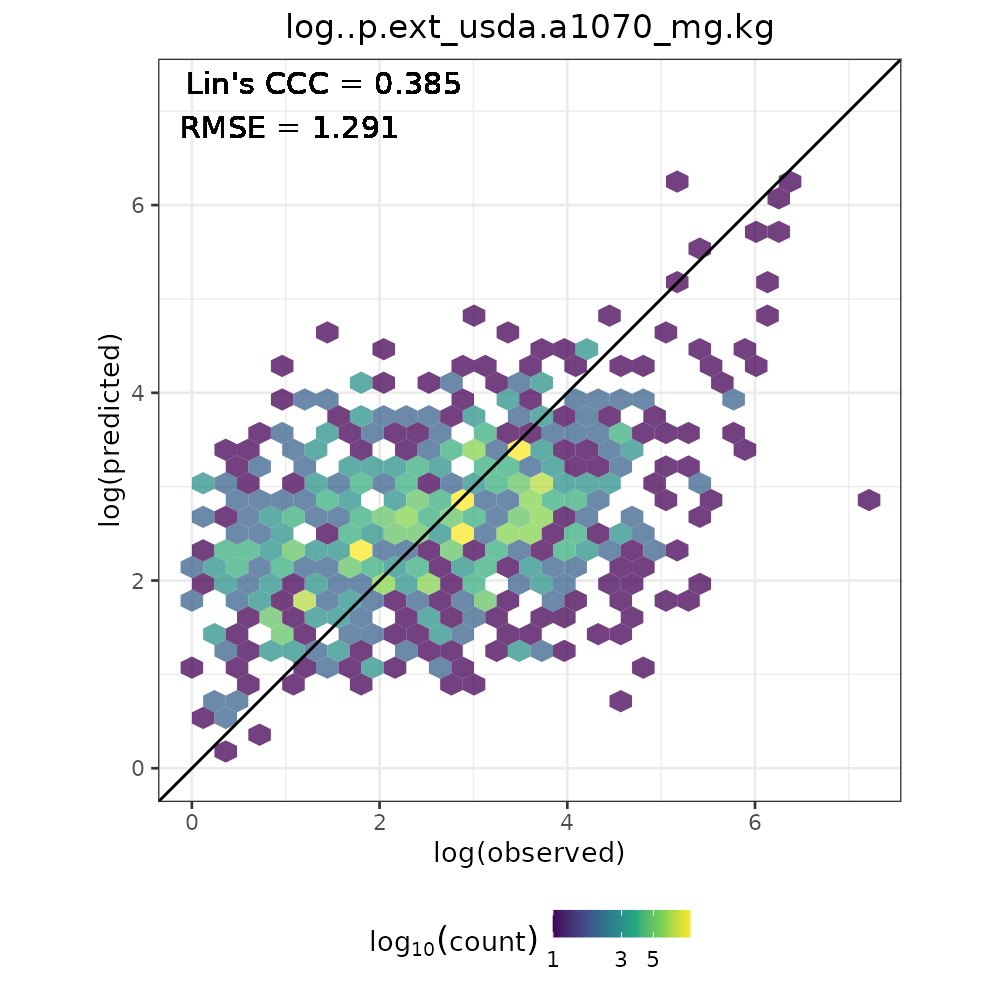 log..p.ext_usda.a1070_mg.kg
Lin's CCC = 0.385
RMSE = 1.291
6
4
2
0
log(predicted)
0 2 4 6
log(observed)
log10(count)
1 3 5